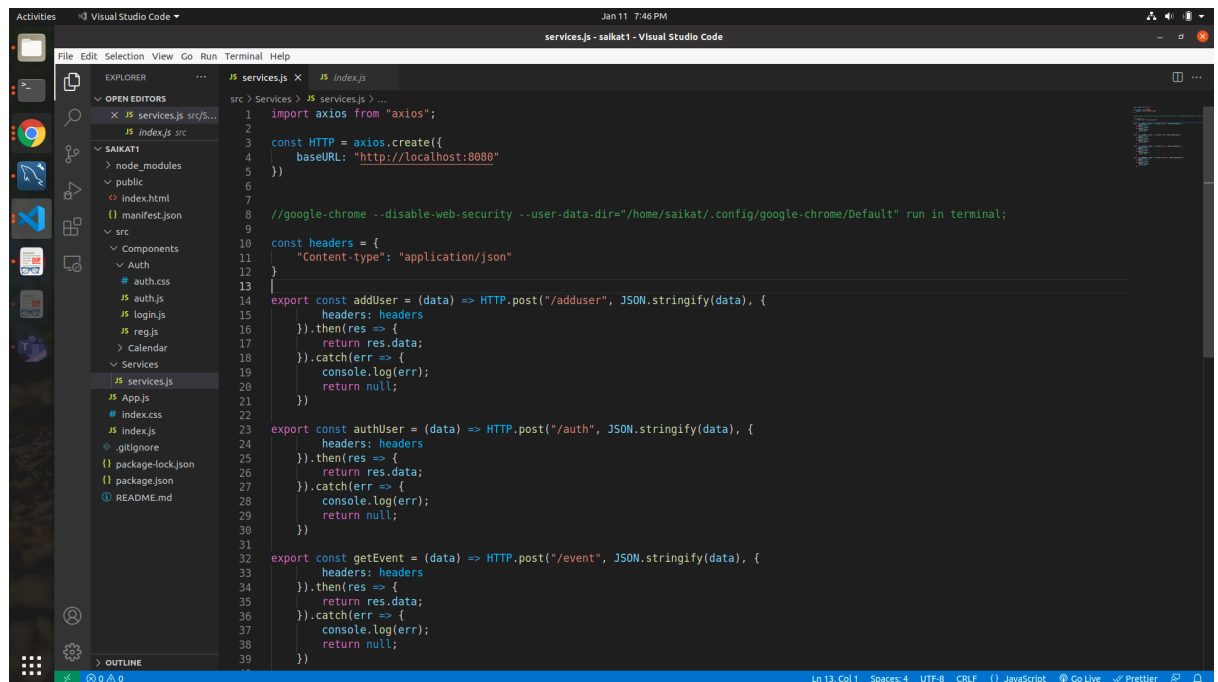 Activities
Visual Studio Code
Jan 11 7:46 PM
services.js - saikat1 - Visual Studio Code
File Edit Selection View Go Run Terminal Help
EXPLORER
OPEN EDITORS
JS services.js src/S...
JS index.js src
SAIKAT1
node_modules
public
<> index.html
{} manifest.json
src
Components
Auth
# auth.css
JS auth.js
JS login.js
JS reg.js
Calendar
Services
JS services.js
JS App.js
# index.css
JS index.js
.gitignore
{} package-lock.json
{} package.json
README.md
OUTLINE
JS services.js
JS index.js
src > Services > JS services.js > ...
1 import axios from "axios";
2
3 const HTTP = axios.create({
4     baseURL: "http://localhost:8080"
5 })
6
7
8 //google-chrome --disable-web-security --user-data-dir="/home/saikat/.config/google-chrome/Default" run in terminal;
9
10 const headers = {
11     "Content-type": "application/json"
12 }
13
14 export const addUser = (data) => HTTP.post("/adduser", JSON.stringify(data), {
15         headers: headers
16     }).then(res => {
17         return res.data;
18     }).catch(err => {
19         console.log(err);
20         return null;
21     })
22
23 export const authUser = (data) => HTTP.post("/auth", JSON.stringify(data), {
24         headers: headers
25     }).then(res => {
26         return res.data;
27     }).catch(err => {
28         console.log(err);
29         return null;
30     })
31
32 export const getEvent = (data) => HTTP.post("/event", JSON.stringify(data), {
33         headers: headers
34     }).then(res => {
35         return res.data;
36     }).catch(err => {
37         console.log(err);
38         return null;
39     })
0 0
Ln 13, Col 1 Spaces: 4 UTF-8 CRLF {} JavaScript Go Live Prettier